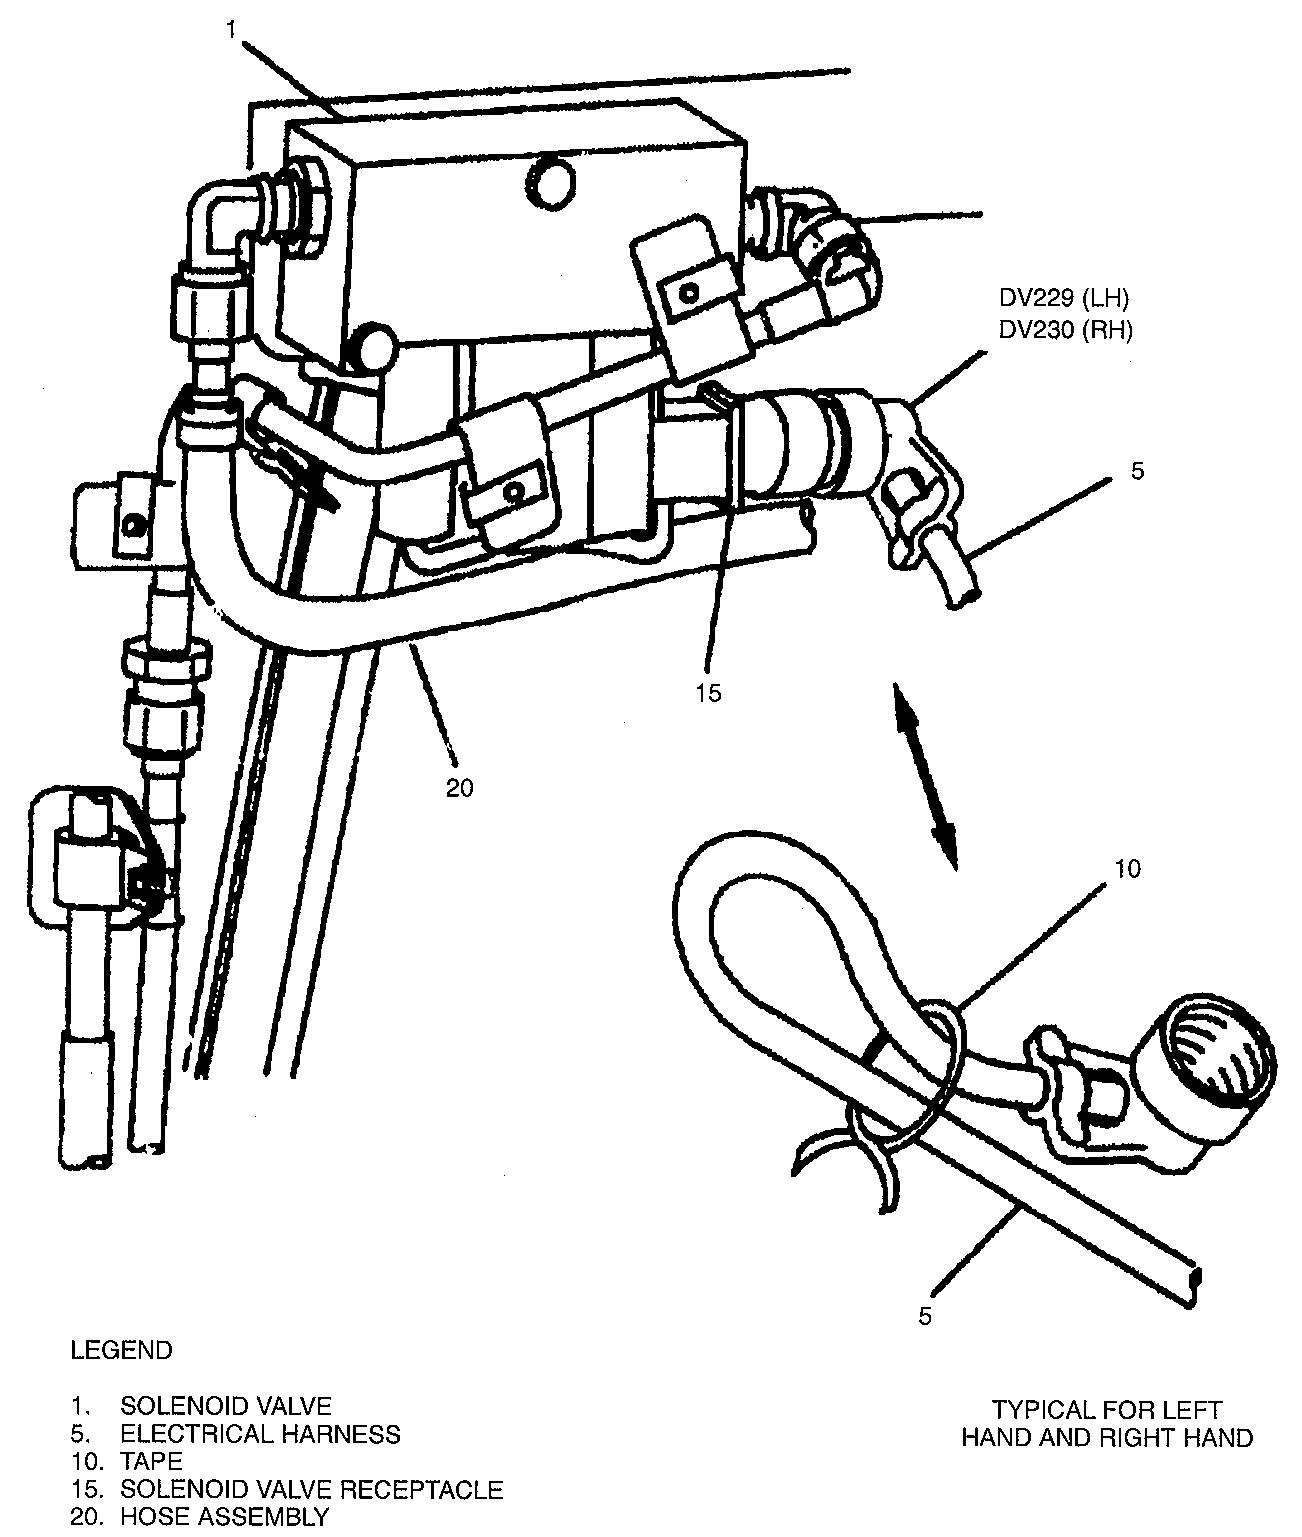 1
DV229 (LH)
DV230 (RH)
5
15
20
10
5
LEGEND
1. SOLENOID VALVE
5. ELECTRICAL HARNESS
10. TAPE
15. SOLENOID VALVE RECEPTACLE
20. HOSE ASSEMBLY
TYPICAL FOR LEFT
HAND AND RIGHT HAND